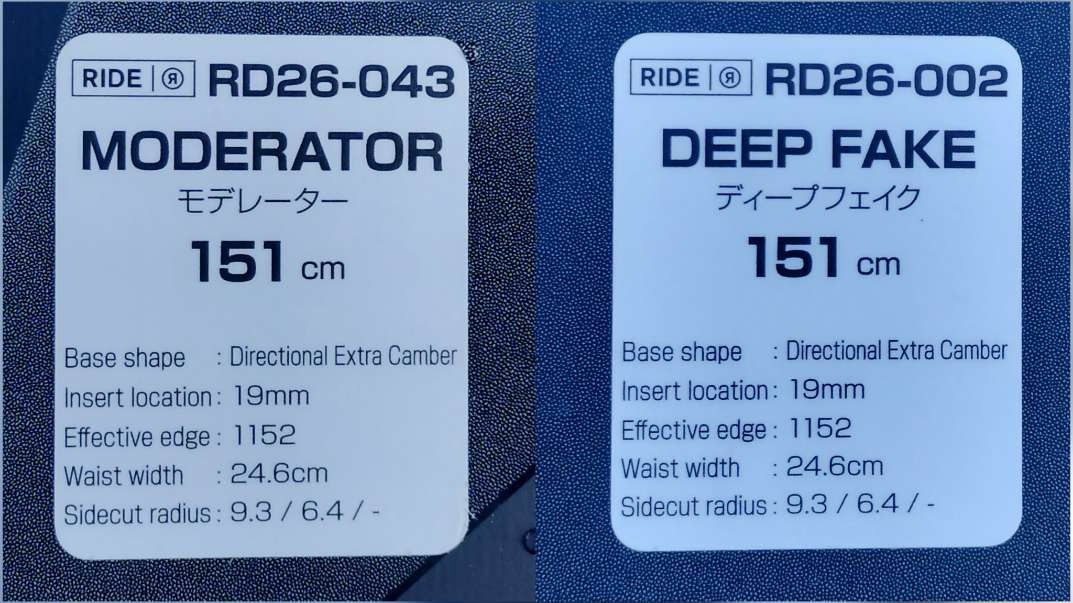 RIDE | Я RD26-043
MODERATOR
モデレーター
151 cm
Base shape : Directional Extra Camber
Insert location : 19mm
Effective edge : 1152
Waist width : 24.6cm
Sidecut radius : 9.3 / 6.4 / -
RIDE | Я RD26-002
DEEP FAKE
ディープフェイク
151 cm
Base shape : Directional Extra Camber
Insert location : 19mm
Effective edge : 1152
Waist width : 24.6cm
Sidecut radius : 9.3 / 6.4 / -